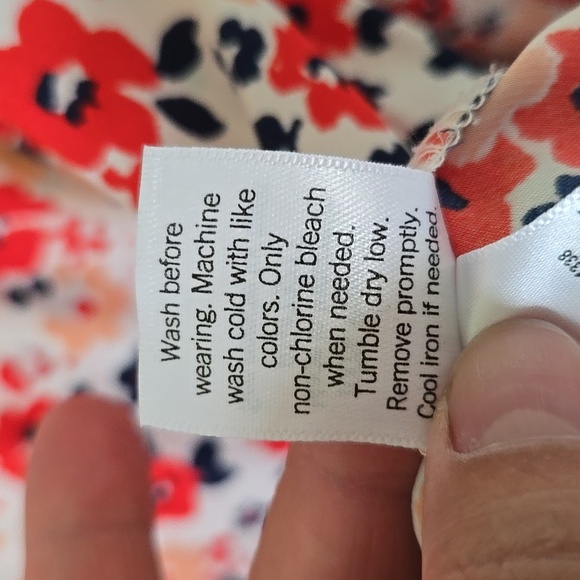 Wash before
wearing. Machine
wash cold with like
colors. Only
non-chlorine bleach
when needed.
Tumble dry low.
Remove promptly.
Cool iron if needed.